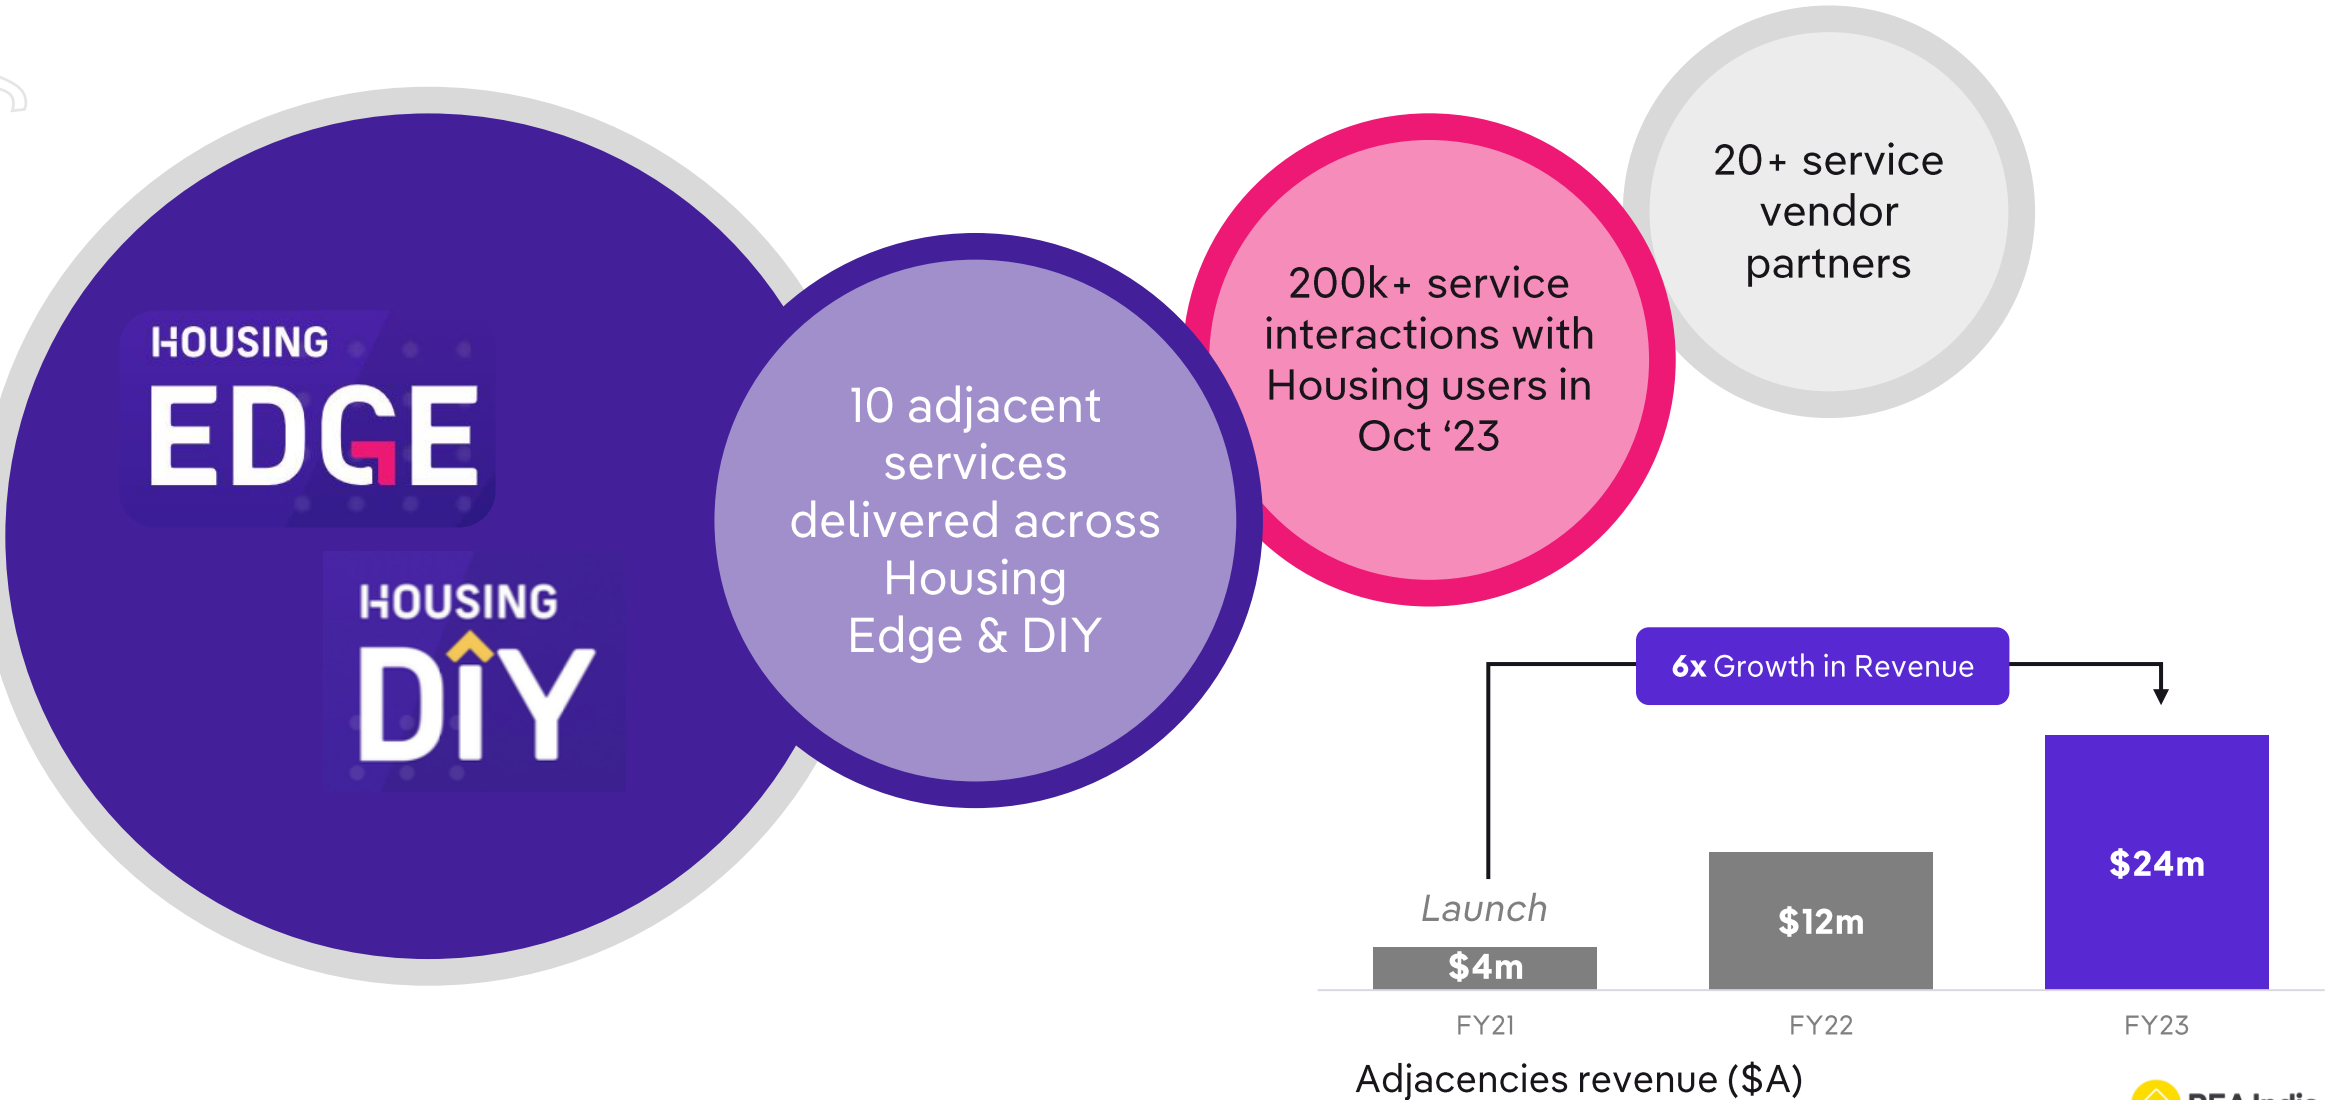 HOUSING
EDGE
HOUSING
DIY
10 adjacent
services
delivered across
Housing
Edge & DIY
200k+ service
interactions with
Housing users in
Oct ‘23
20+ service
vendor
partners
6x Growth in Revenue
Launch
$4m
$12m
$24m
FY21
FY22
FY23
Adjacencies revenue ($A)